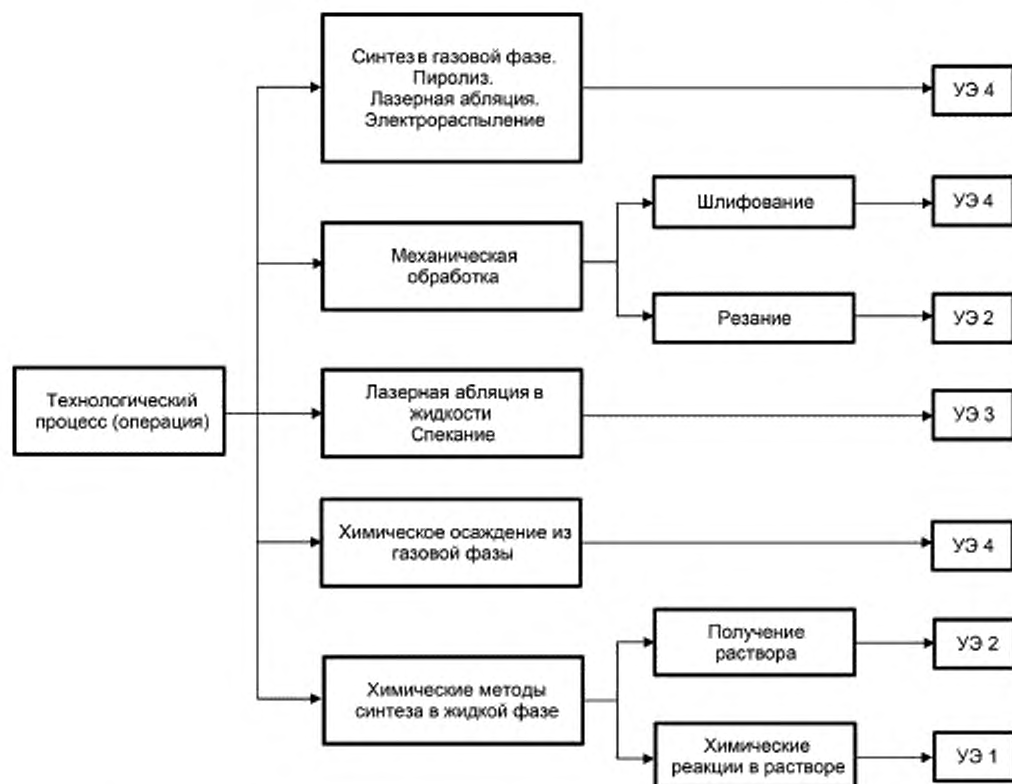 Синтез в газовой фазе.
Пиролиз.
Лазерная абляция.
Электрораспыление
УЭ 4
Механическая
обработка
Шлифование
УЭ 4
Резание
УЭ 2
Технологический
процесс (операция)
Лазерная абляция в
жидкости
Спекание
УЭ 3
Химическое осаждение из
газовой фазы
УЭ 4
Химические методы
синтеза в жидкой фазе
Получение
раствора
УЭ 2
Химические
реакции в растворе
УЭ 1